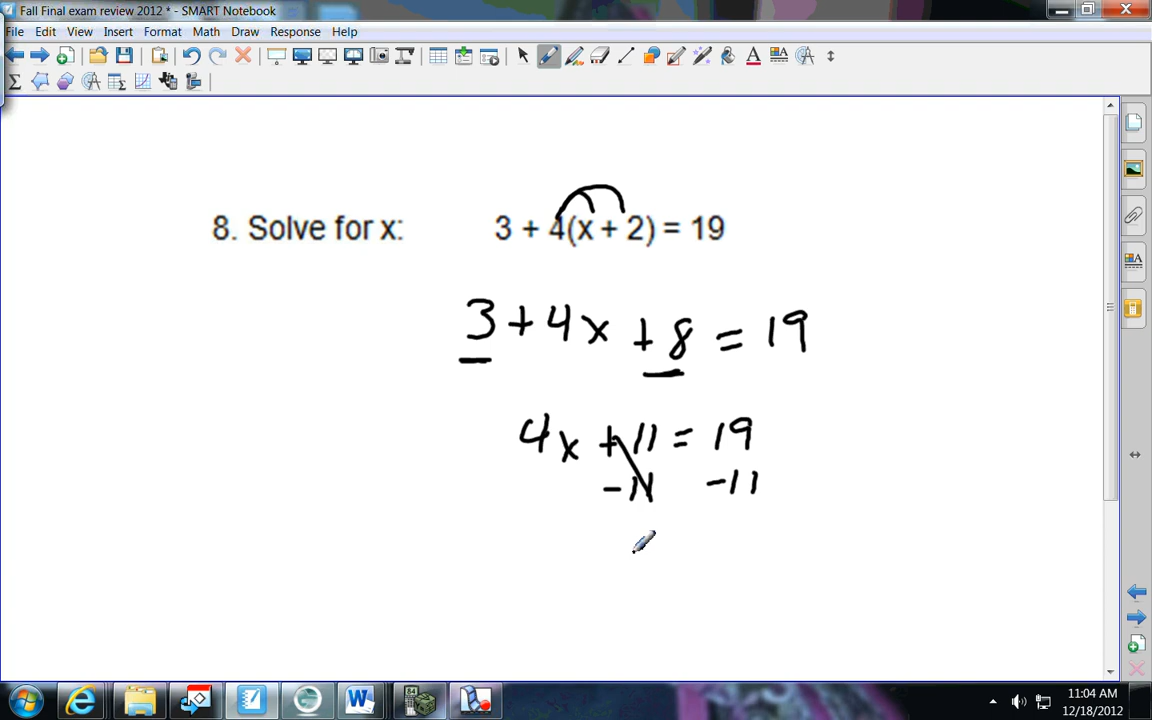 Fall Final exam review 2012 * - SMART Notebook
File Edit View Insert Format Math Draw Response Help
8. Solve for x: 3 + 4(x + 2) = 19
3 + 4x + 8 = 19
4x + 11 = 19
- 11 - 11
11:04 AM
12/18/2012